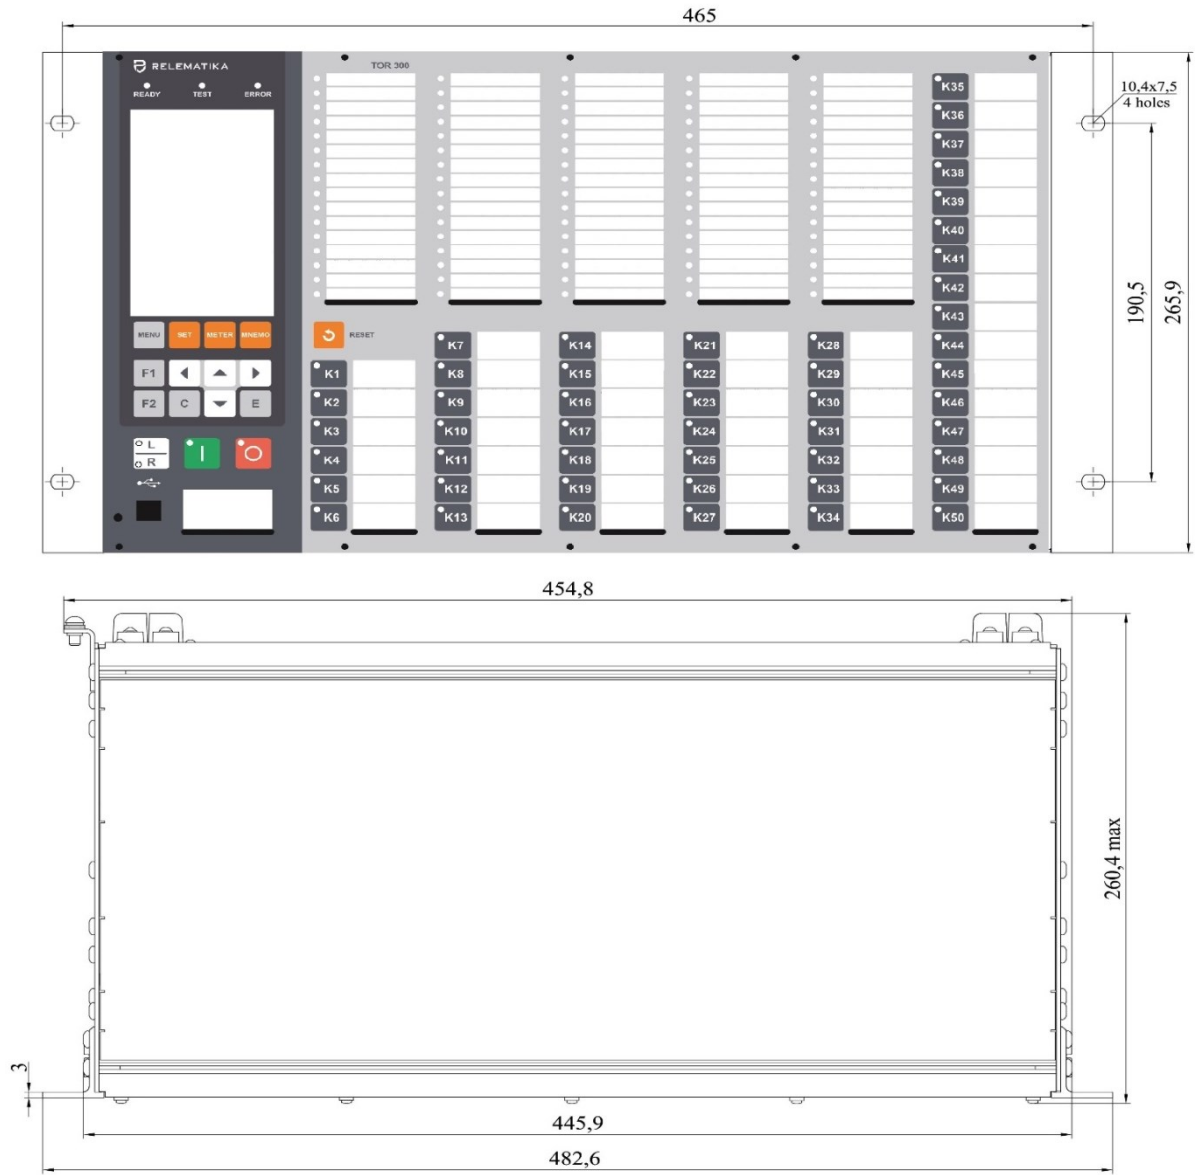 465
RELEMATIKA
TOR 300
READY TEST ERROR
K35
10,4x7,5
4 holes
K36
K37
K38
K39
K40
K41
K42
K43
190,5
265,9
MENU SET METER MNEMO
RESET
K7 K14 K21 K28 K44
F1
K1 K8 K15 K22 K29 K45
F2 C E
K2 K9 K16 K23 K30 K46
L
R
I O
K3 K10 K17 K24 K31 K47
K4 K11 K18 K25 K32 K48
K5 K12 K19 K26 K33 K49
K6 K13 K20 K27 K34 K50
454,8
260,4 max
3
445,9
482,6